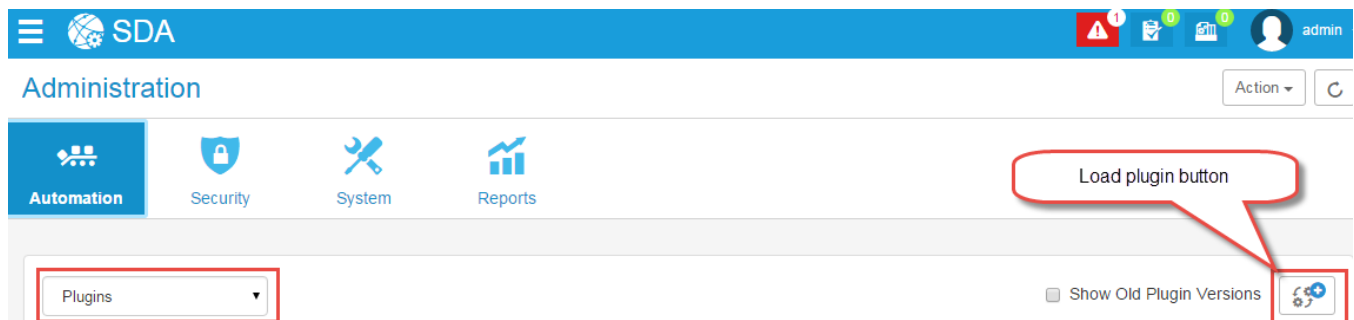 SDA
1
0
0
admin
Administration
Action
Automation
Security
System
Reports
Load plugin button
Plugins
Show Old Plugin Versions